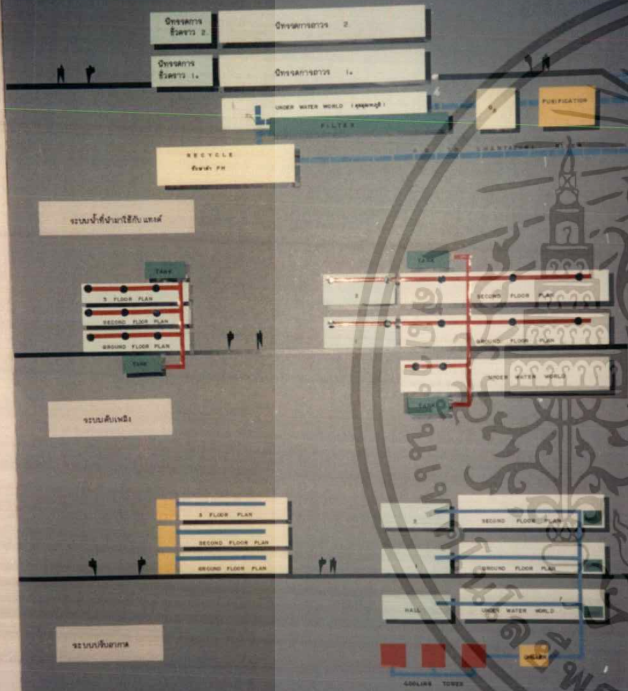 นิทรรศการ
ชั่วคราว 2.
นิทรรศการถาวร 2
นิทรรศการ
ชั่วคราว 1.
นิทรรศการถาวร 1.
UNDER WATER WORLD
FILTER
PURIFICATION
RECYCLE
ระบบน้ำที่นำมาใช้กับ แทงค์
TANK
3 FLOOR PLAN
SECOND FLOOR PLAN
GROUND FLOOR PLAN
TANK
TANK
2
SECOND FLOOR PLAN
GROUND FLOOR PLAN
UNDER WATER WORLD
TANK
ระบบดับเพลิง
3 FLOOR PLAN
SECOND FLOOR PLAN
GROUND FLOOR PLAN
2
SECOND FLOOR PLAN
1
GROUND FLOOR PLAN
HALL
UNDER WATER WORLD
ระบบปรับอากาศ
CHILLER
COOLING TOWER